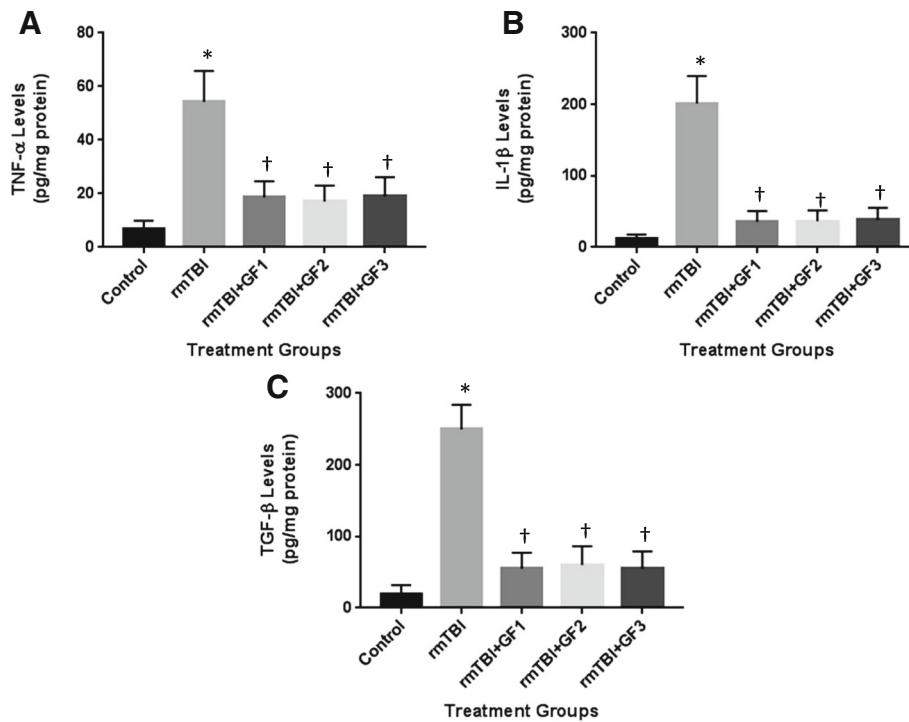 A
TNF-α Levels
(pg/mg protein)
80
60
40
20
0
*
†
†
†
Control
rmTBI
rmTBI+GF1
rmTBI+GF2
rmTBI+GF3
Treatment Groups
B
IL-1β Levels
(pg/mg protein)
300
200
100
0
*
†
†
†
Control
rmTBI
rmTBI+GF1
rmTBI+GF2
rmTBI+GF3
Treatment Groups
C
TGF-β Levels
(pg/mg protein)
300
200
100
0
*
†
†
†
Control
rmTBI
rmTBI+GF1
rmTBI+GF2
rmTBI+GF3
Treatment Groups